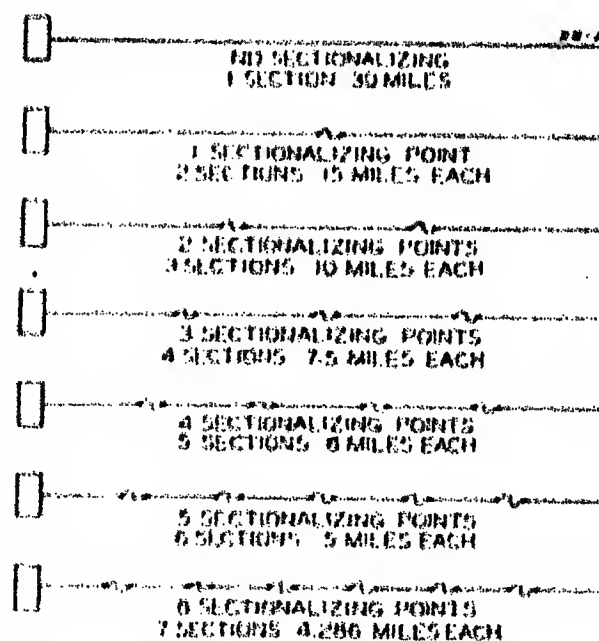 NO SECTIONALIZING
1 SECTION 30 MILES
1 SECTIONALIZING POINT
2 SECTIONS 15 MILES EACH
2 SECTIONALIZING POINTS
3 SECTIONS 10 MILES EACH
3 SECTIONALIZING POINTS
4 SECTIONS 7.5 MILES EACH
4 SECTIONALIZING POINTS
5 SECTIONS 6 MILES EACH
5 SECTIONALIZING POINTS
6 SECTIONS 5 MILES EACH
6 SECTIONALIZING POINTS
7 SECTIONS 4.286 MILES EACH